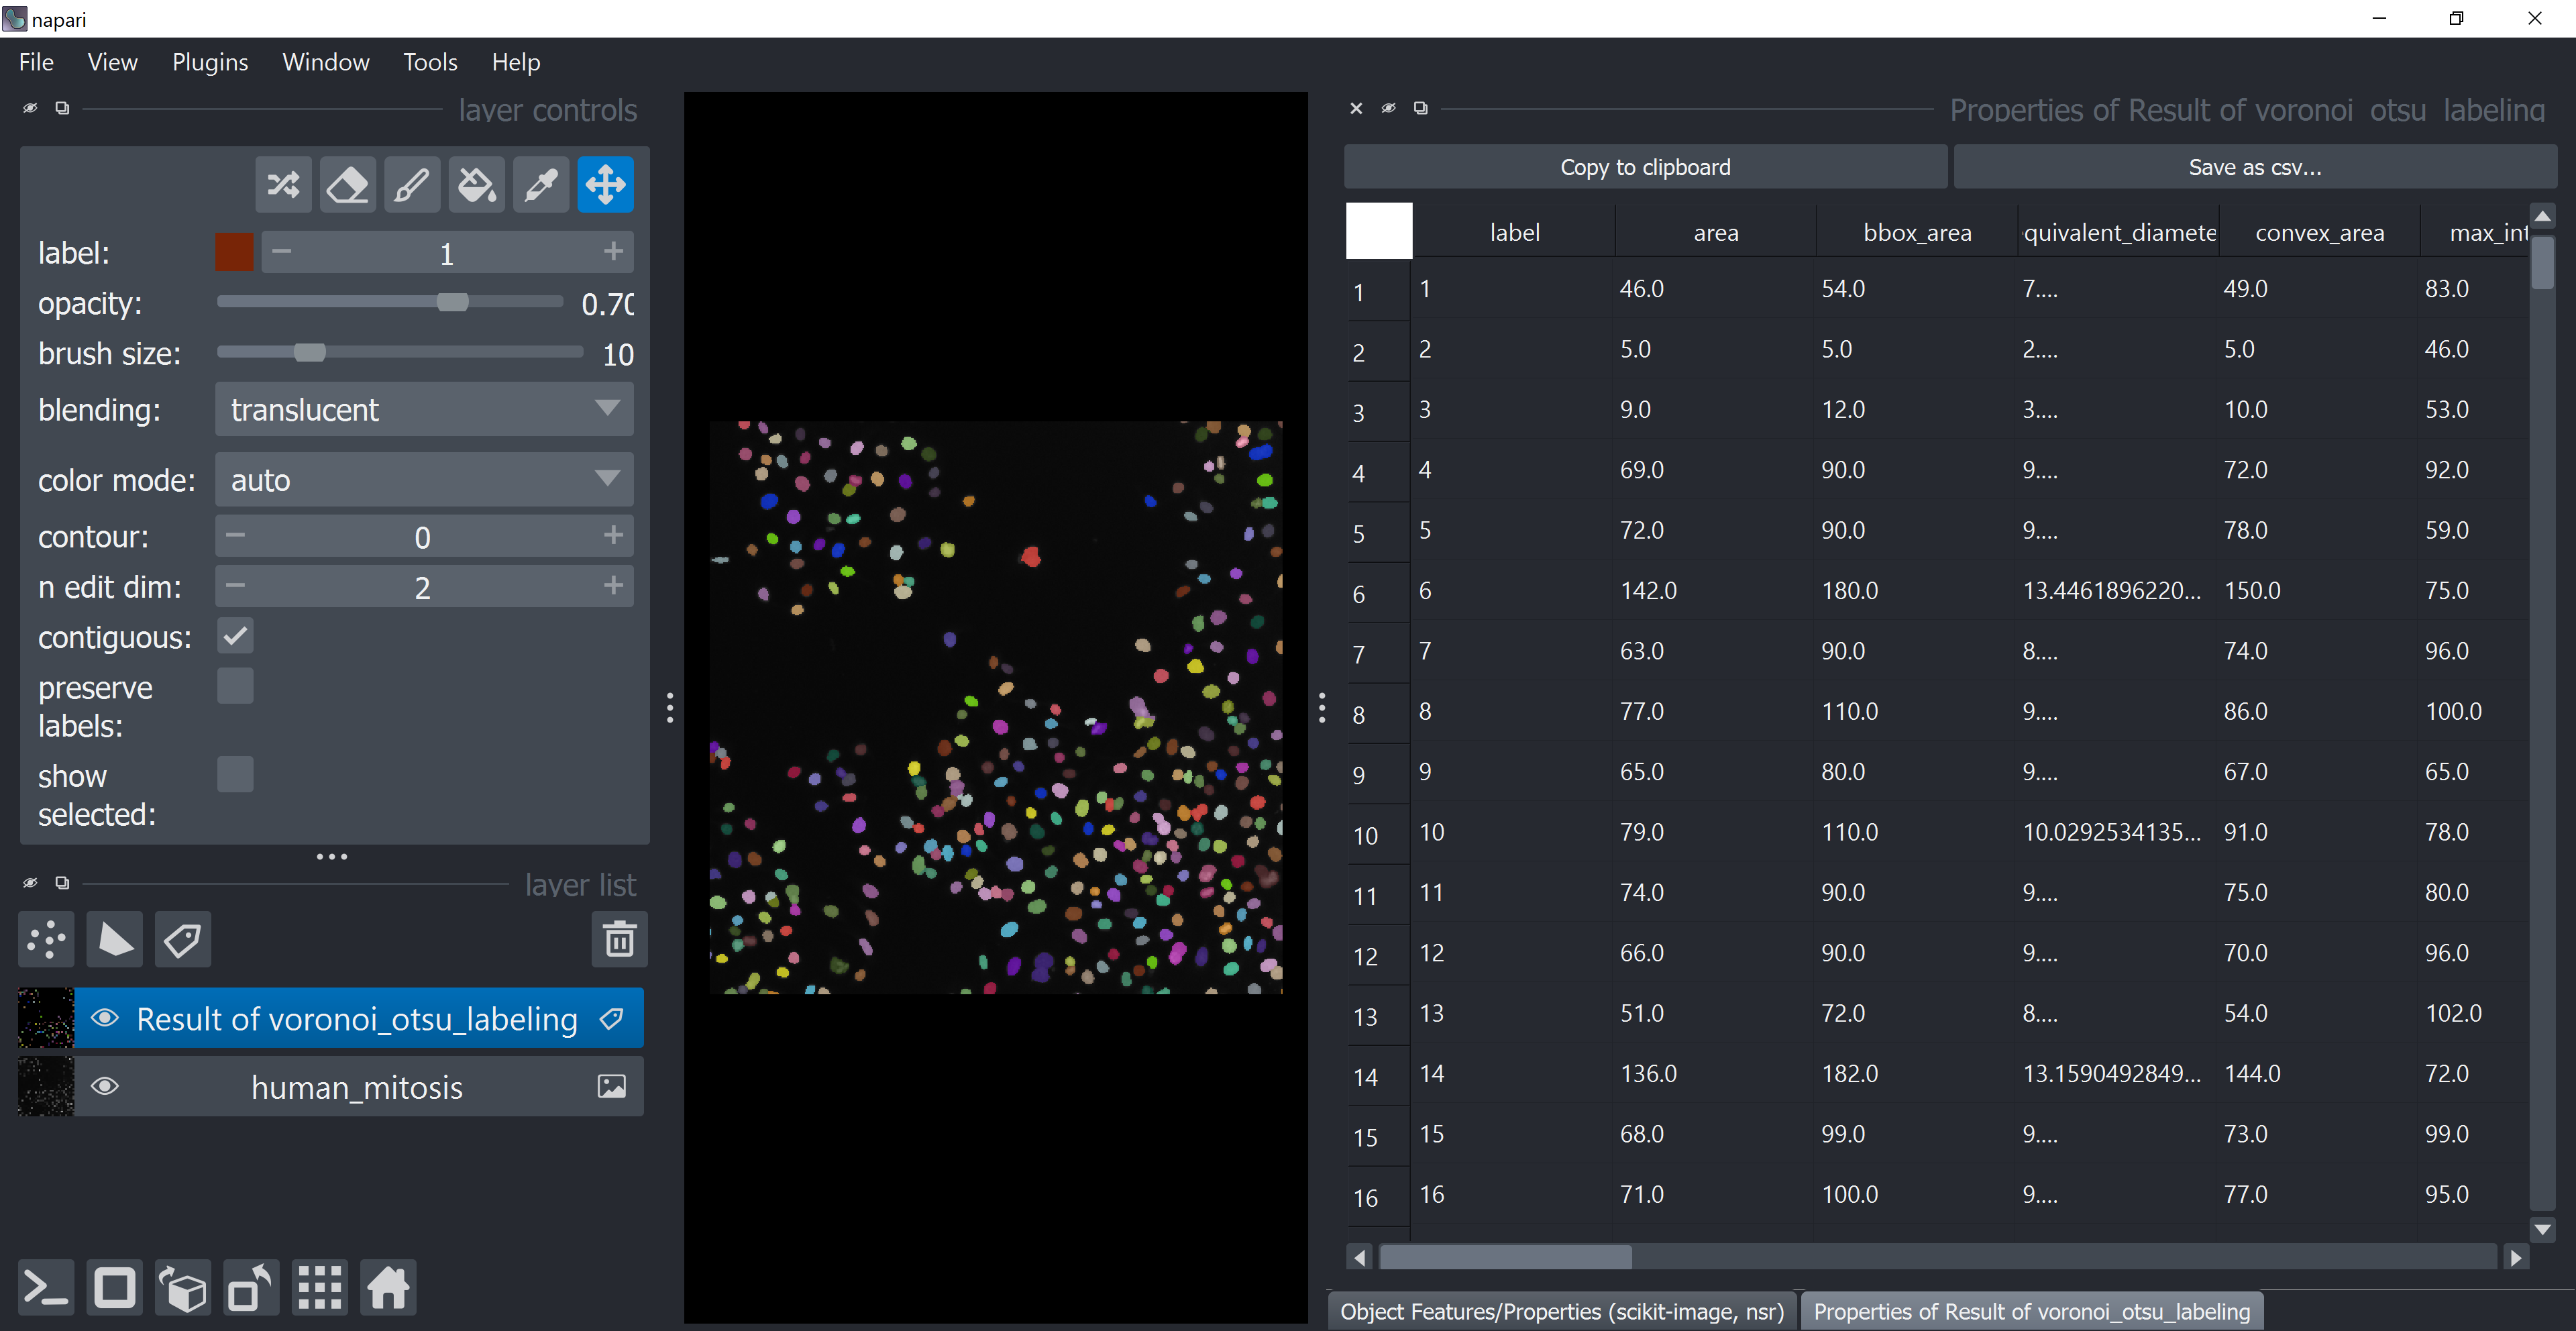 napari
File View Plugins Window Tools Help
layer controls
label: 1
opacity: 0.70
brush size: 10
blending: translucent
color mode: auto
contour: 0
n edit dim: 2
contiguous:
preserve
labels:
show
selected:
layer list
Result of voronoi_otsu_labeling
human_mitosis
Properties of Result of voronoi otsu labeling
Copy to clipboard Save as csv...
label area bbox_area quivalent_diamete convex_area max_int
1 1 46.0 54.0 7.... 49.0 83.0
2 2 5.0 5.0 2.... 5.0 46.0
3 3 9.0 12.0 3.... 10.0 53.0
4 4 69.0 90.0 9.... 72.0 92.0
5 5 72.0 90.0 9.... 78.0 59.0
6 6 142.0 180.0 13.4461896220... 150.0 75.0
7 7 63.0 90.0 8.... 74.0 96.0
8 8 77.0 110.0 9.... 86.0 100.0
9 9 65.0 80.0 9.... 67.0 65.0
10 10 79.0 110.0 10.0292534135... 91.0 78.0
11 11 74.0 90.0 9.... 75.0 80.0
12 12 66.0 90.0 9.... 70.0 96.0
13 13 51.0 72.0 8.... 54.0 102.0
14 14 136.0 182.0 13.1590492849... 144.0 72.0
15 15 68.0 99.0 9.... 73.0 99.0
16 16 71.0 100.0 9.... 77.0 95.0
Object Features/Properties (scikit-image, nsr) Properties of Result of voronoi_otsu_labeling